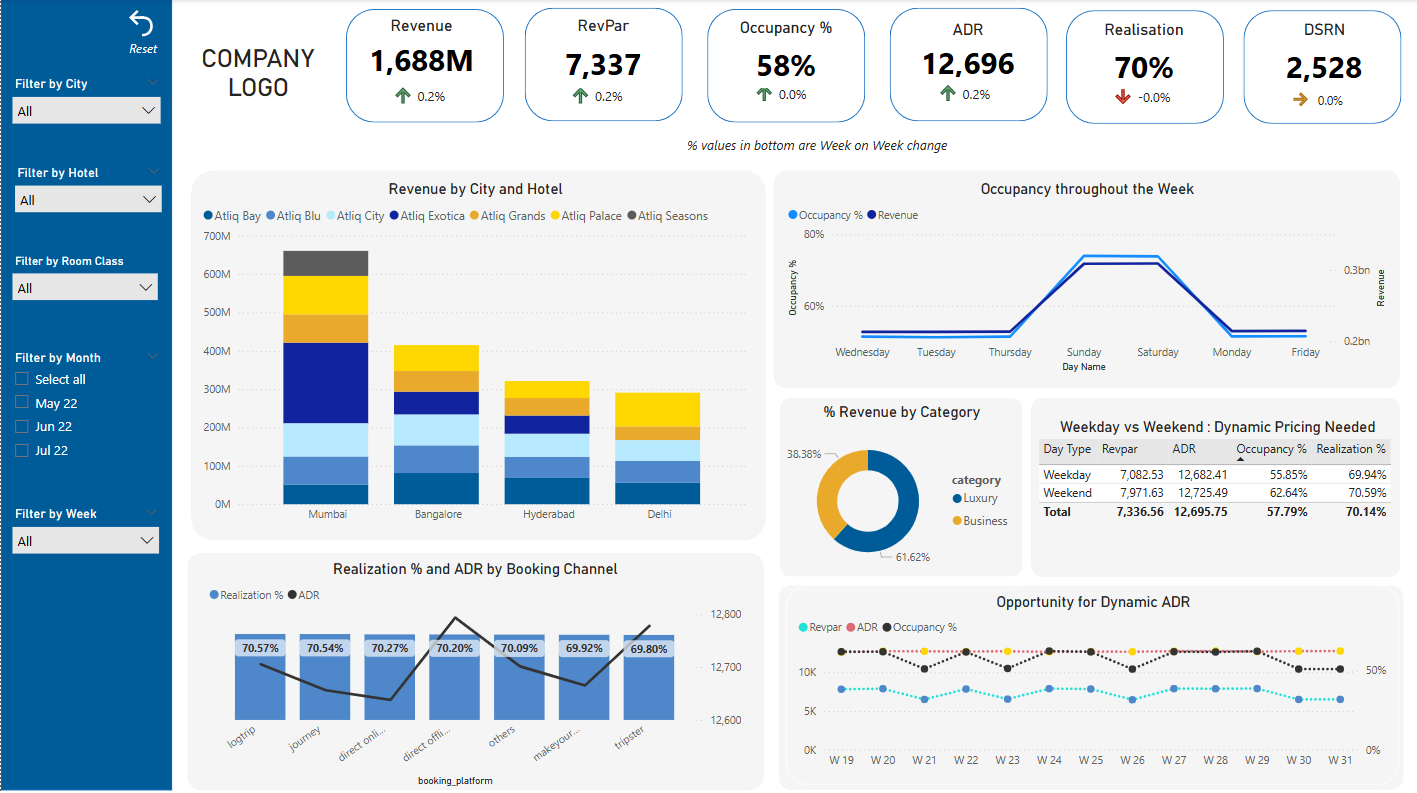 Reset
Filter by City
All
Filter by Hotel
All
Filter by Room Class
All
Filter by Month
Select all
May 22
Jun 22
Jul 22
Filter by Week
All
COMPANY
LOGO
Revenue
1,688M
0.2%
RevPar
7,337
0.2%
Occupancy %
58%
0.0%
ADR
12,696
0.2%
Realisation
70%
-0.0%
DSRN
2,528
0.0%
% values in bottom are Week on Week change
Revenue by City and Hotel
Atliq Bay Atliq Blu Atliq City Atliq Exotica Atliq Grands Atliq Palace Atliq Seasons
700M
600M
500M
400M
300M
200M
100M
0M
Mumbai Bangalore Hyderabad Delhi
Occupancy throughout the Week
Occupancy % Revenue
80%
60%
Occupancy %
0.3bn
0.2bn
Revenue
Wednesday Tuesday Thursday Sunday Saturday Monday Friday
Day Name
% Revenue by Category
38.38%
61.62%
category
Luxury
Business
Weekday vs Weekend : Dynamic Pricing Needed
Day Type Revpar ADR Occupancy % Realization %
Weekday 7,082.53 12,682.41 55.85% 69.94%
Weekend 7,971.63 12,725.49 62.64% 70.59%
Total 7,336.56 12,695.75 57.79% 70.14%
Realization % and ADR by Booking Channel
Realization % ADR
70.57% 70.54% 70.27% 70.20% 70.09% 69.92% 69.80%
12,800
12,700
12,600
logtrip journey direct onli... direct offli... others makeyour... tripster
booking_platform
Opportunity for Dynamic ADR
Revpar ADR Occupancy %
10K
5K
0K
50%
0%
W 19 W 20 W 21 W 22 W 23 W 24 W 25 W 26 W 27 W 28 W 29 W 30 W 31